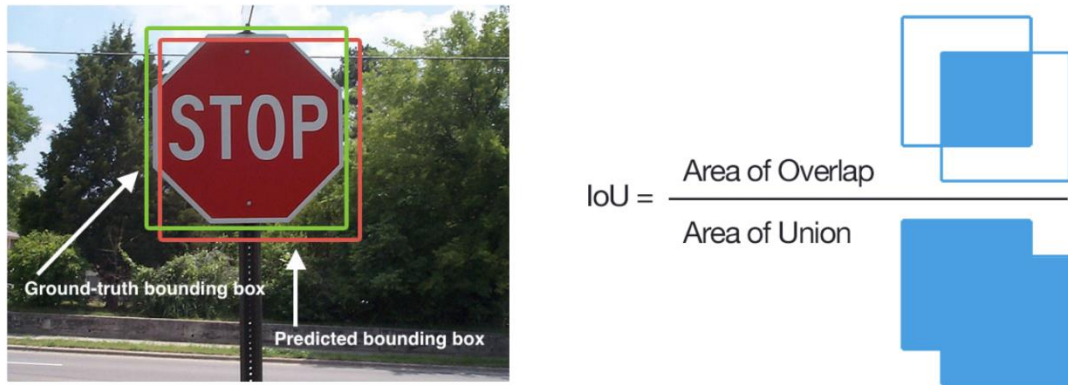 STOP
Ground-truth bounding box
Predicted bounding box
IoU =
Area of Overlap
Area of Union